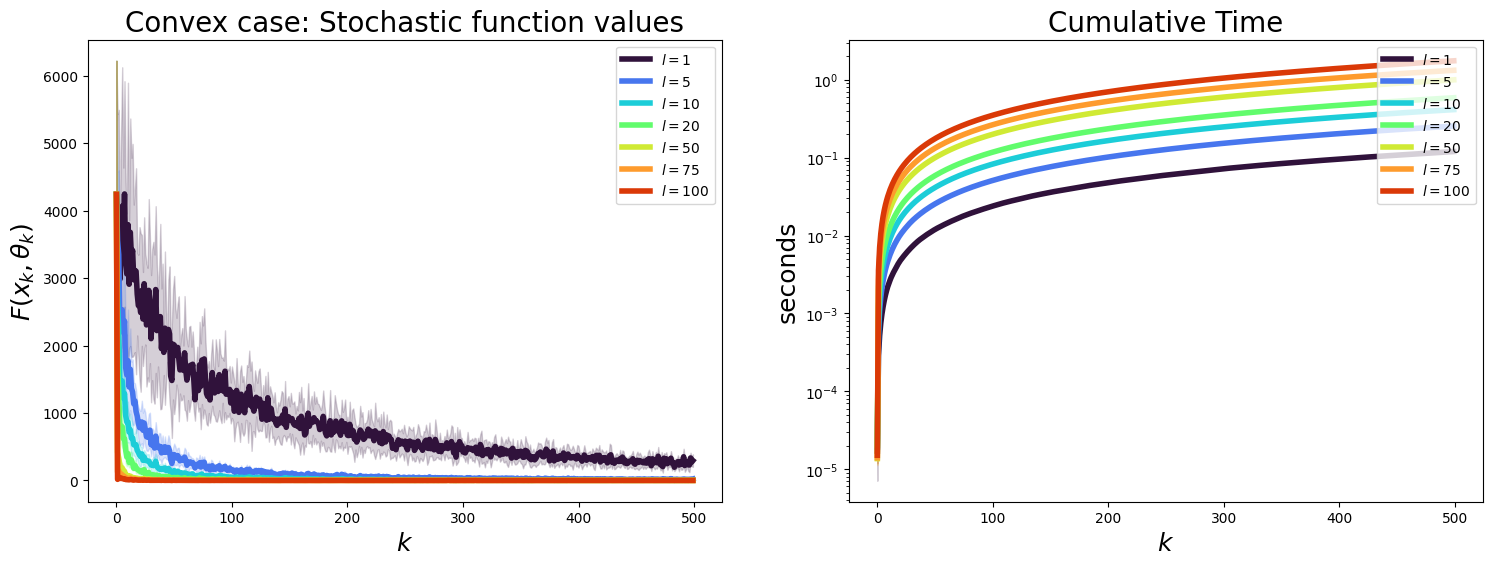 Convex case: Stochastic function values
F(x_k, θ_k)
6000
5000
4000
3000
2000
1000
0
0 100 200 300 400 500
k
l = 1
l = 5
l = 10
l = 20
l = 50
l = 75
l = 100
Cumulative Time
seconds
10^0
10^−1
10^−2
10^−3
10^−4
10^−5
0 100 200 300 400 500
k
l = 1
l = 5
l = 10
l = 20
l = 50
l = 75
l = 100